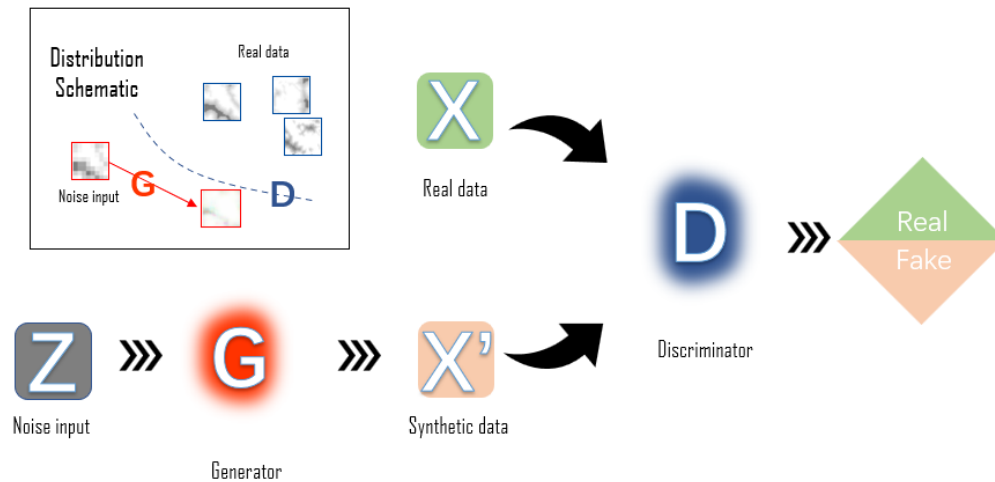 Distribution
Schematic
Real data
Noise input
G
D
X
Real data
D
Discriminator
Real
Fake
Z
Noise input
G
Generator
X’
Synthetic data